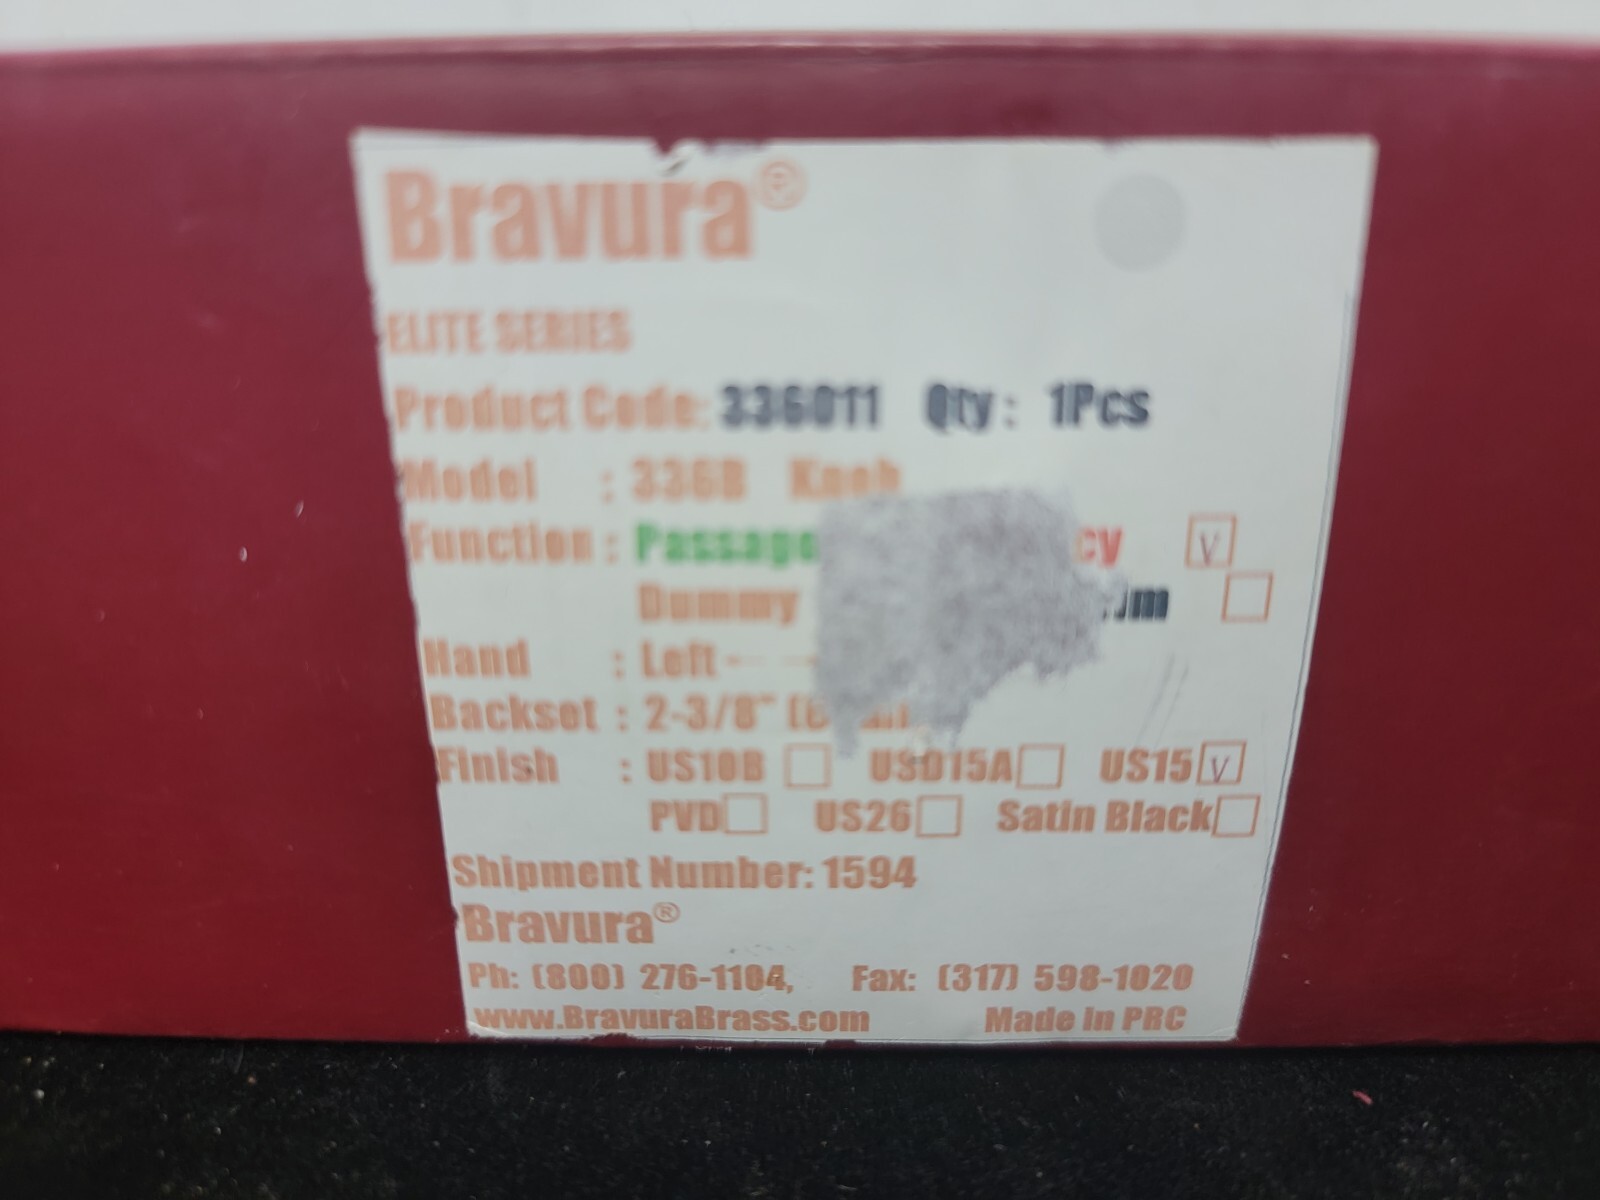 Bravura®
ELITE SERIES
Product Code: 336011 Qty: 1Pcs
Model : 336B Knob
Function : Passage cy V
Dummy
Hand : Left
Backset : 2-3/8"
Finish : US10B USD15A US15 V
PVD US26 Satin Black
Shipment Number: 1594
Bravura®
Ph: (800) 276-1104, Fax: (317) 598-1020
www.BravuraBrass.com Made in PRC